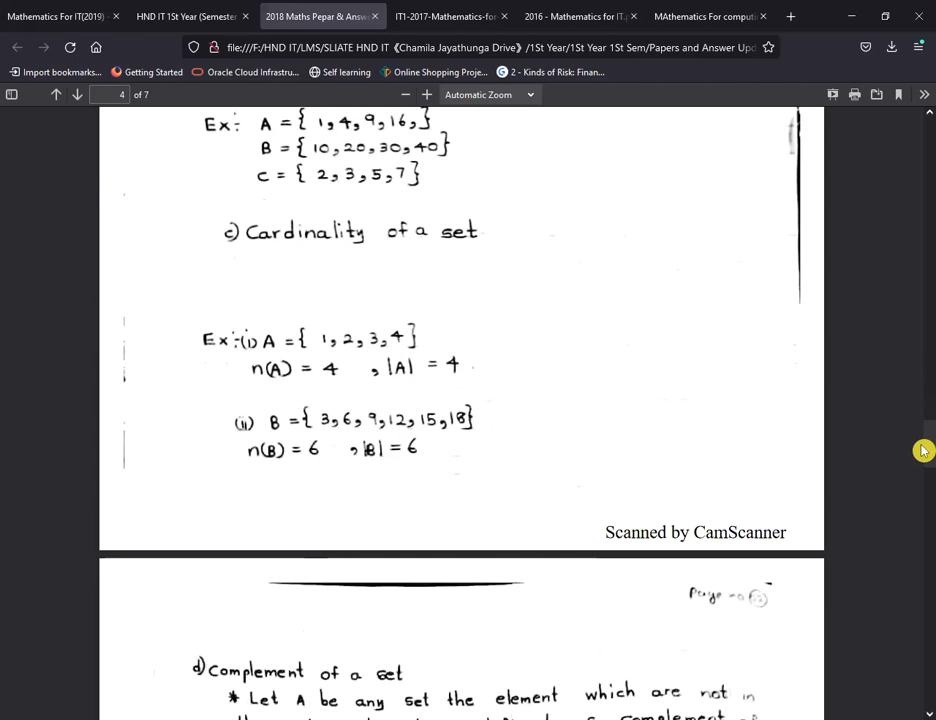 Mathematics For IT(2019)
HND IT 1St Year (Semester
2018 Maths Pepar & Answ
IT1-2017-Mathematics-for-
2016 - Mathematics for IT.p
MAthematics For computin
file:///F:/HND IT/LMS/SLIATE HND IT《Chamila Jayathunga Drive》/1St Year/1St Year 1St Sem/Papers and Answer Upd
Import bookmarks...
Getting Started
Oracle Cloud Infrastru...
Self learning
Online Shopping Proje...
2 - Kinds of Risk: Finan...
4 of 7
Automatic Zoom
Ex:- A = { 1, 4, 9, 16, }
B = {10, 20, 30, 40}
C = { 2, 3, 5, 7}
c) Cardinality of a set
Ex:-(i) A = { 1, 2, 3, 4}
n(A) = 4 , |A| = 4
(ii) B = { 3, 6, 9, 12, 15, 18}
n(B) = 6 , |B| = 6
Scanned by CamScanner
Page
d) Complement of a set
* Let A be any set the element which are not in
complement